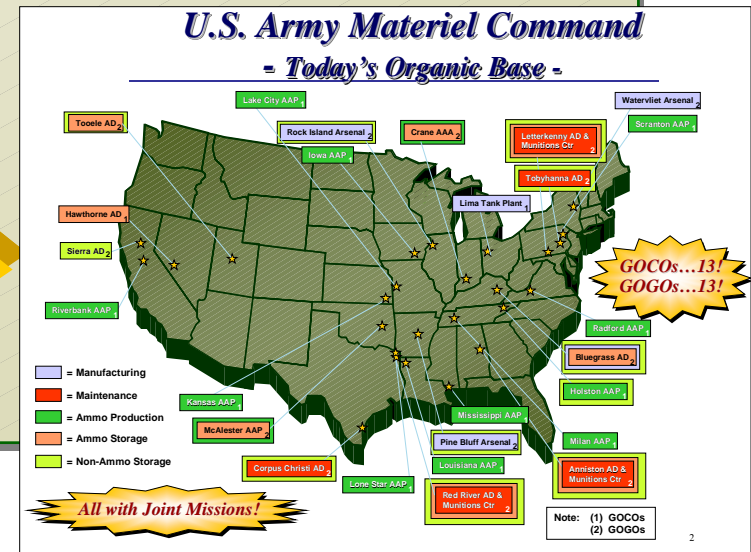 U.S. Army Materiel Command
- Today's Organic Base -
Lake City AAP 1
Watervliet Arsenal 2
Tooele AD 2
Rock Island Arsenal 2
Crane AAA 2
Letterkenny AD &
Munitions Ctr 2
Scranton AAP 1
Iowa AAP 1
Tobyhanna AD 2
Lima Tank Plant 1
Hawthorne AD 1
Sierra AD 2
GOCOs...13!
GOGOs...13!
Riverbank AAP 1
Radford AAP 1
Bluegrass AD 2
= Manufacturing
= Maintenance
= Ammo Production
= Ammo Storage
= Non-Ammo Storage
Holston AAP 1
Kansas AAP 1
Mississippi AAP 1
McAlester AAP 2
Pine Bluff Arsenal 2
Milan AAP 1
Corpus Christi AD 2
Louisiana AAP 1
Anniston AD &
Munitions Ctr 2
Lone Star AAP 1
Red River AD &
Munitions Ctr 2
All with Joint Missions!
Note: (1) GOCOs
(2) GOGOs
2